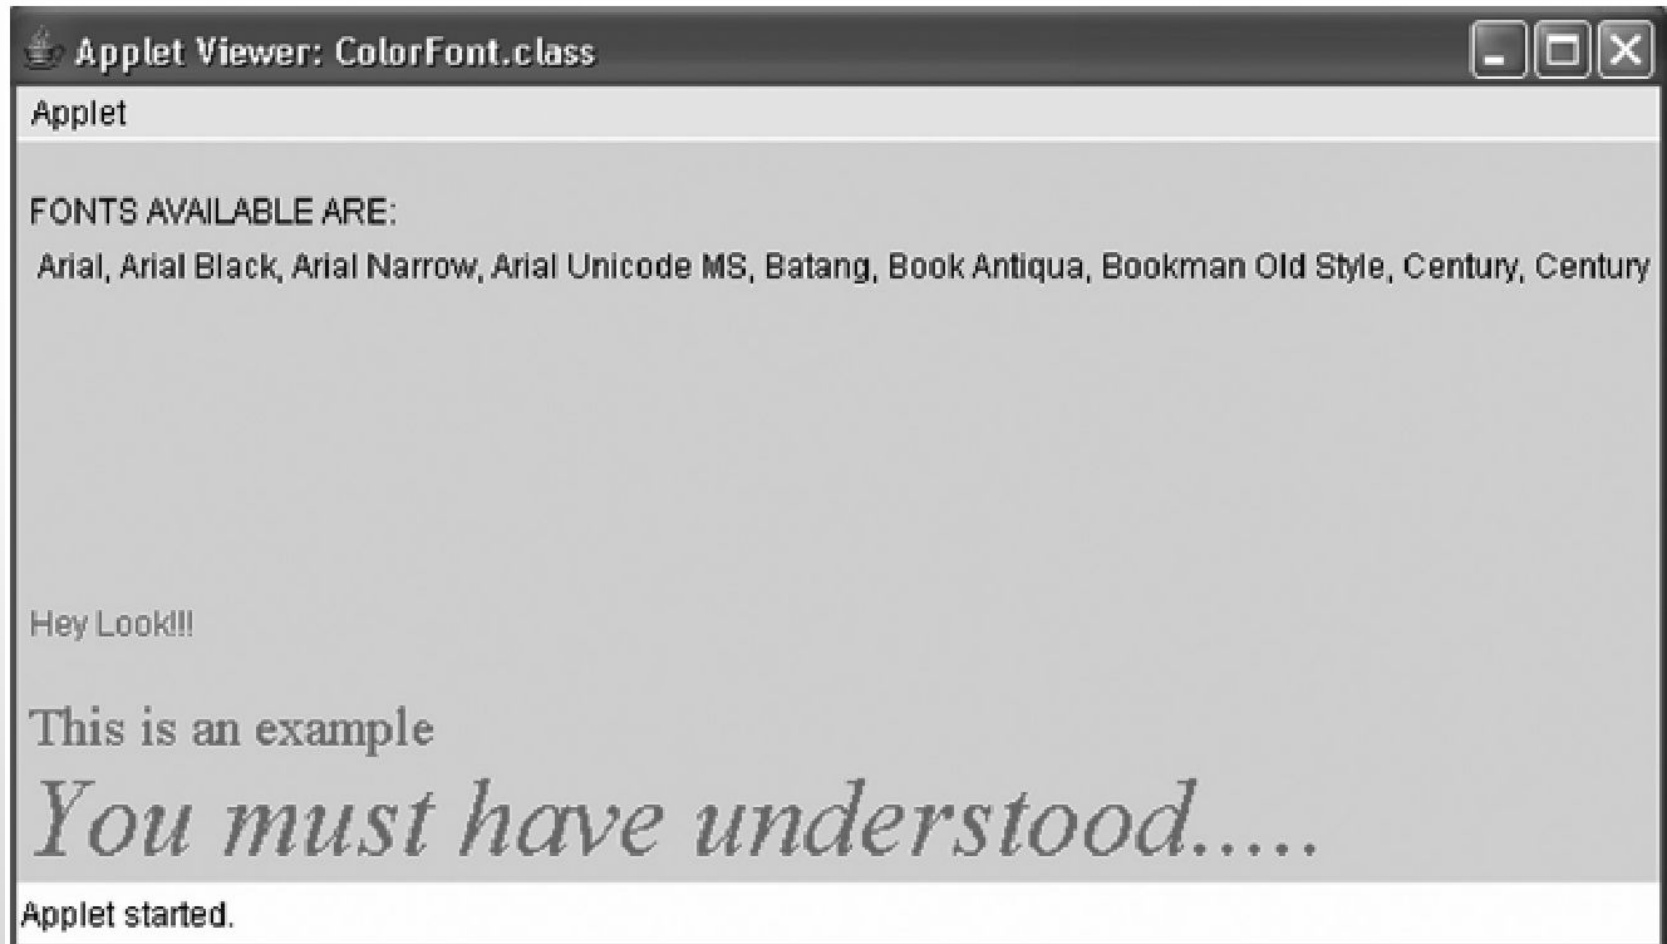 Applet Viewer: ColorFont.class
Applet
FONTS AVAILABLE ARE:
Arial, Arial Black, Arial Narrow, Arial Unicode MS, Batang, Book Antiqua, Bookman Old Style, Century, Century
Hey Look!!!
This is an example
You must have understood.....
Applet started.